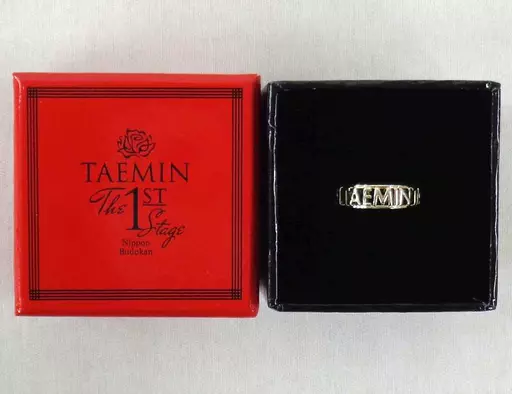 TAEMIN
The 1ST
Stage
Nippon
Budokan
TAEMIN